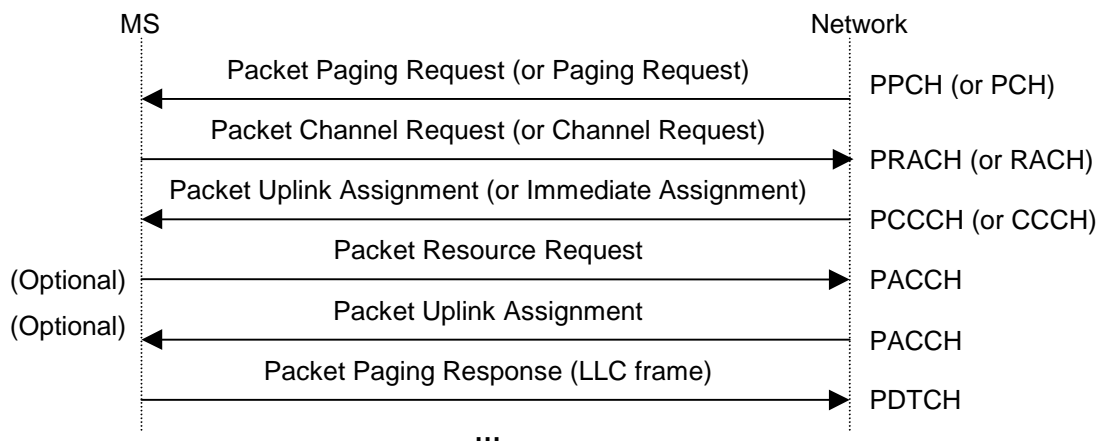 MS Network
Packet Paging Request (or Paging Request)
PPCH (or PCH)
Packet Channel Request (or Channel Request)
PRACH (or RACH)
Packet Uplink Assignment (or Immediate Assignment)
PCCCH (or CCCH)
Packet Resource Request
(Optional)
PACCH
Packet Uplink Assignment
(Optional)
PACCH
Packet Paging Response (LLC frame)
PDTCH
...